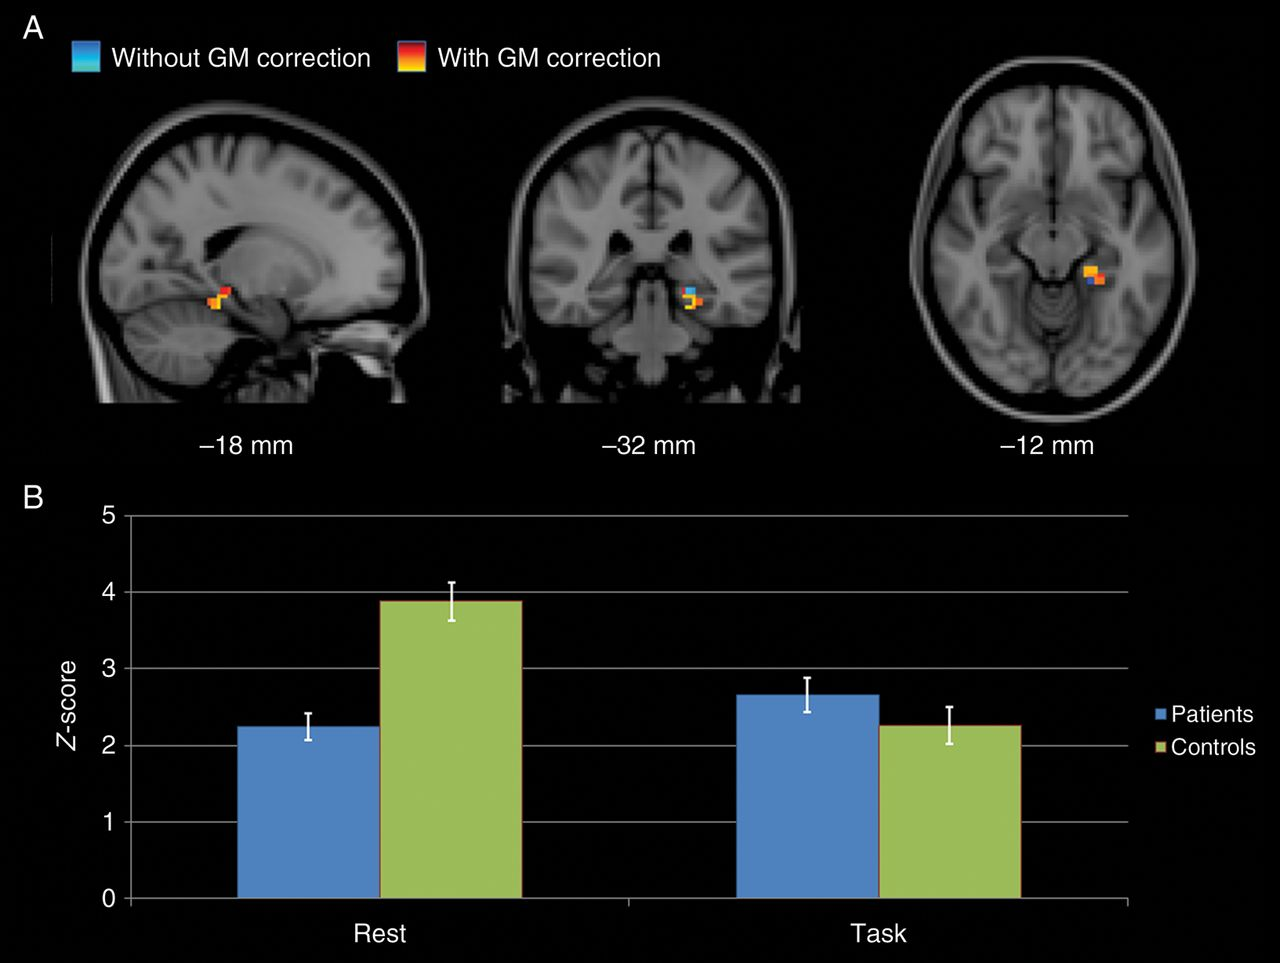 A
Without GM correction
With GM correction
–18 mm
–32 mm
–12 mm
B
5
4
3
2
1
0
Z-score
Rest
Task
Patients
Controls